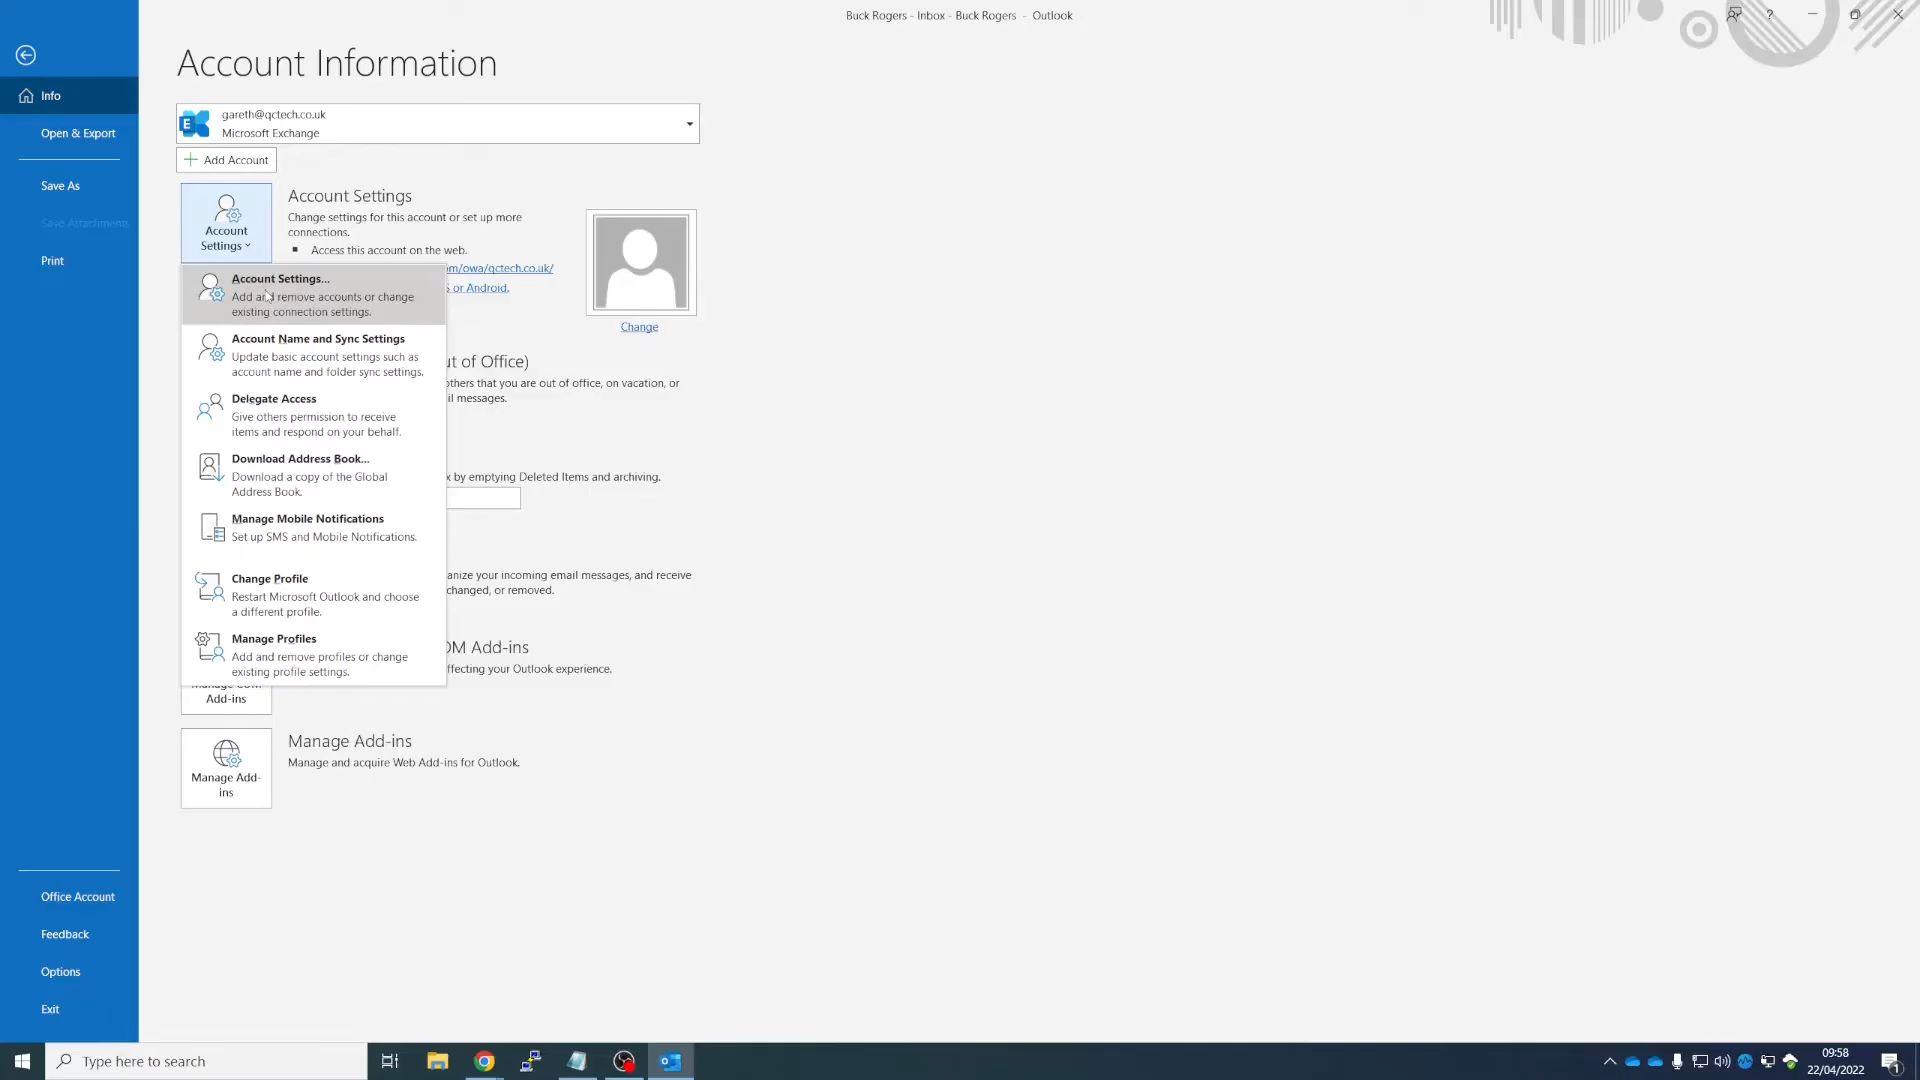 Buck Rogers - Inbox - Buck Rogers - Outlook
?
Info
Open & Export
Save As
Save Attachments
Print
Office Account
Feedback
Options
Exit
Account Information
E
gareth@qctech.co.uk
Microsoft Exchange
Add Account
Account
Settings
Account Settings
Change settings for this account or set up more
connections.
Access this account on the web.
om/owa/qctech.co.uk/
S or Android.
Change
Account Settings...
Add and remove accounts or change
existing connection settings.
Account Name and Sync Settings
Update basic account settings such as
account name and folder sync settings.
Delegate Access
Give others permission to receive
items and respond on your behalf.
Download Address Book...
Download a copy of the Global
Address Book.
Manage Mobile Notifications
Set up SMS and Mobile Notifications.
Change Profile
Restart Microsoft Outlook and choose
a different profile.
Manage Profiles
Add and remove profiles or change
existing profile settings.
ut of Office)
others that you are out of office, on vacation, or
il messages.
x by emptying Deleted Items and archiving.
anize your incoming email messages, and receive
changed, or removed.
OM Add-ins
ffecting your Outlook experience.
Manage COM
Add-ins
Manage Add-
ins
Manage Add-ins
Manage and acquire Web Add-ins for Outlook.
Type here to search
09:58
22/04/2022
1